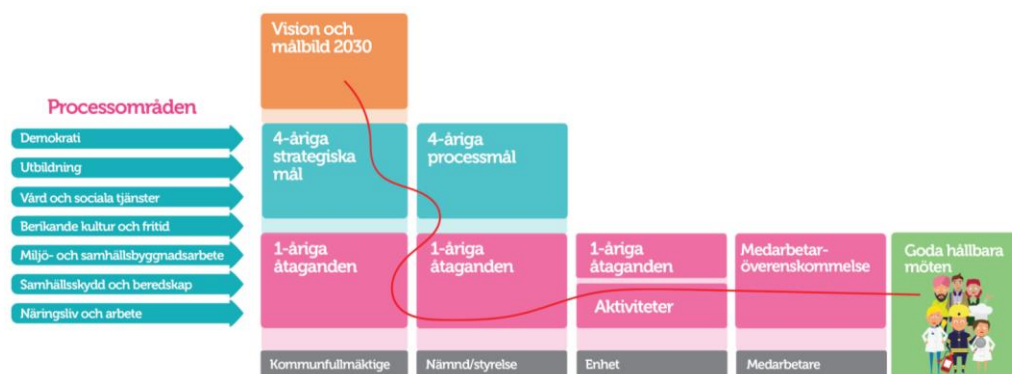 Vision och
målbild 2030
Processområden
Demokrati
Utbildning
Vård och sociala tjänster
Berikande kultur och fritid
Miljö- och samhällsbyggnadsarbete
Samhällsskydd och beredskap
Näringsliv och arbete
4-åriga
strategiska
mål
4-åriga
processmål
1-åriga
åtaganden
1-åriga
åtaganden
1-åriga
åtaganden
Aktiviteter
Medarbetar-
överenskommelse
Goda hållbara
möten
Kommunfullmäktige
Nämnd/styrelse
Enhet
Medarbetare